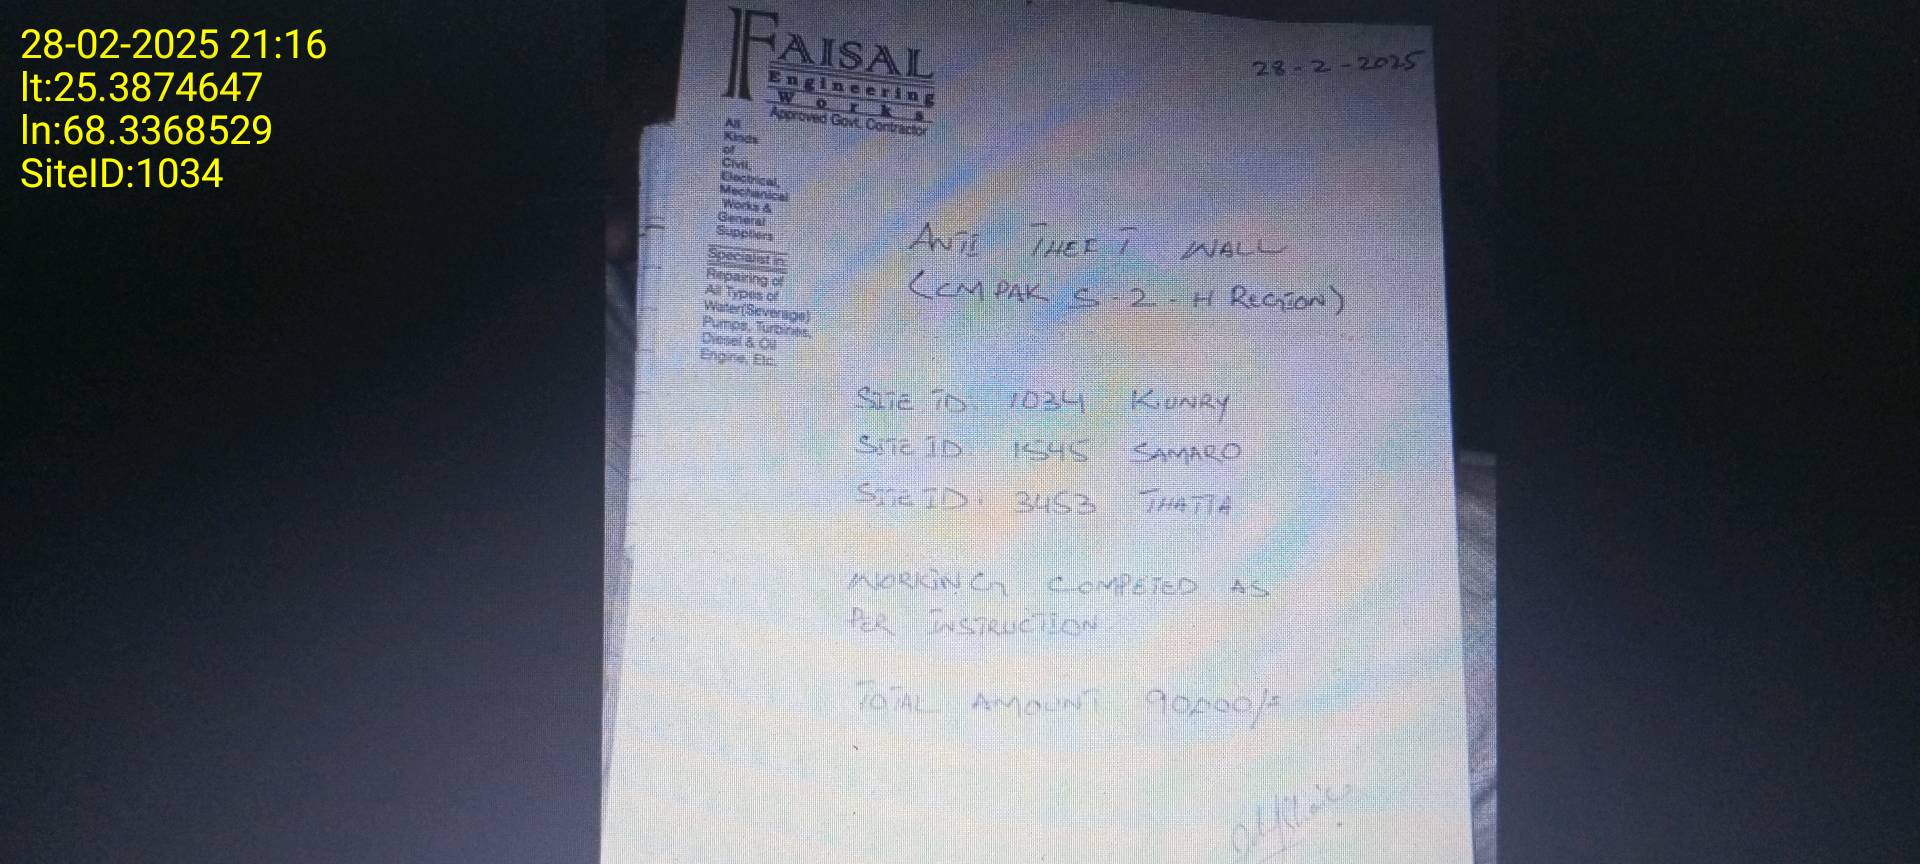 28-02-2025 21:16
lt:25.3874647
ln:68.3368529
SiteID:1034
FAISAL
Engineering
Works
Approved Govt. Contractor
28-2-2025
All
Kinds
of
Civil,
Electrical,
Mechanical
Works &
General
Suppliers
Specialist in:
Repairing of
All Types of
Water(Severage)
Pumps, Turbines,
Diesel & Oil
Engine, Etc.
ANTI THEFT WALL
(CMPAK S-2-H REGION)
SITE ID: 1034 KUNRY
SITE ID 1545 SAMARO
SITE ID: 3453 THATTA
WORKING COMPETED AS
PER INSTRUCTION
TOTAL AMOUNT 90,000/=